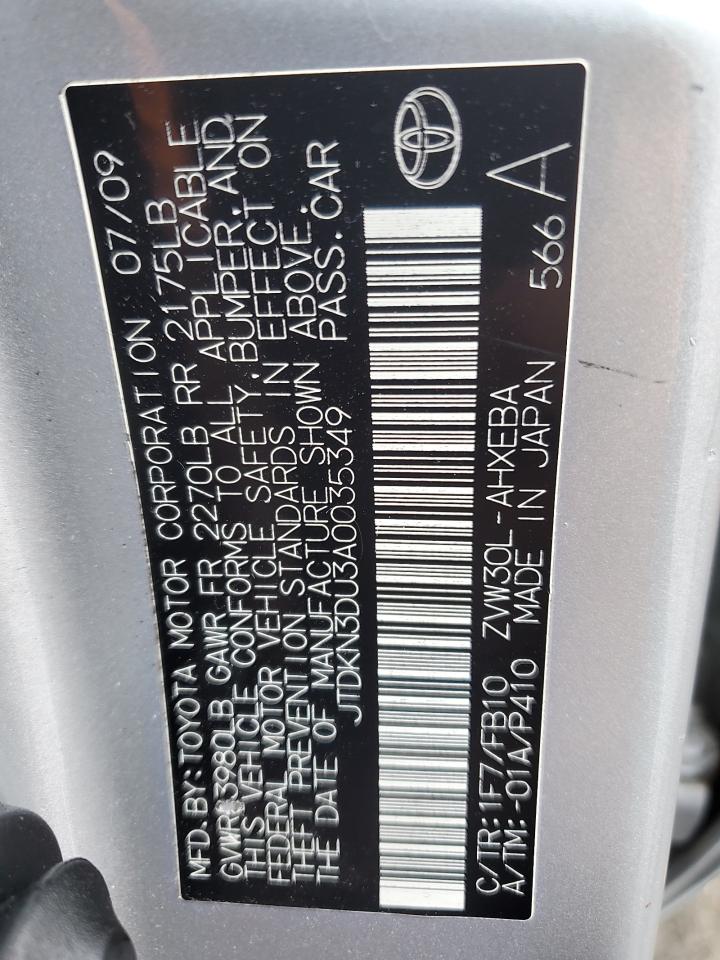 MFD. BY: TOYOTA MOTOR CORPORATION 07/09
GVWR 3980LB GAWR FR 2270LB RR 2175LB
THIS VEHICLE CONFORMS TO ALL APPLICABLE
FEDERAL MOTOR VEHICLE SAFETY, BUMPER, AND
THEFT PREVENTION STANDARDS IN EFFECT ON
THE DATE OF MANUFACTURE SHOWN ABOVE.
JTDKN3DU3A0035349 PASS. CAR
C/TR: 1F7/FB10 ZVW30L-AHXEBA
A/TM: -01A/P410 MADE IN JAPAN 566 A